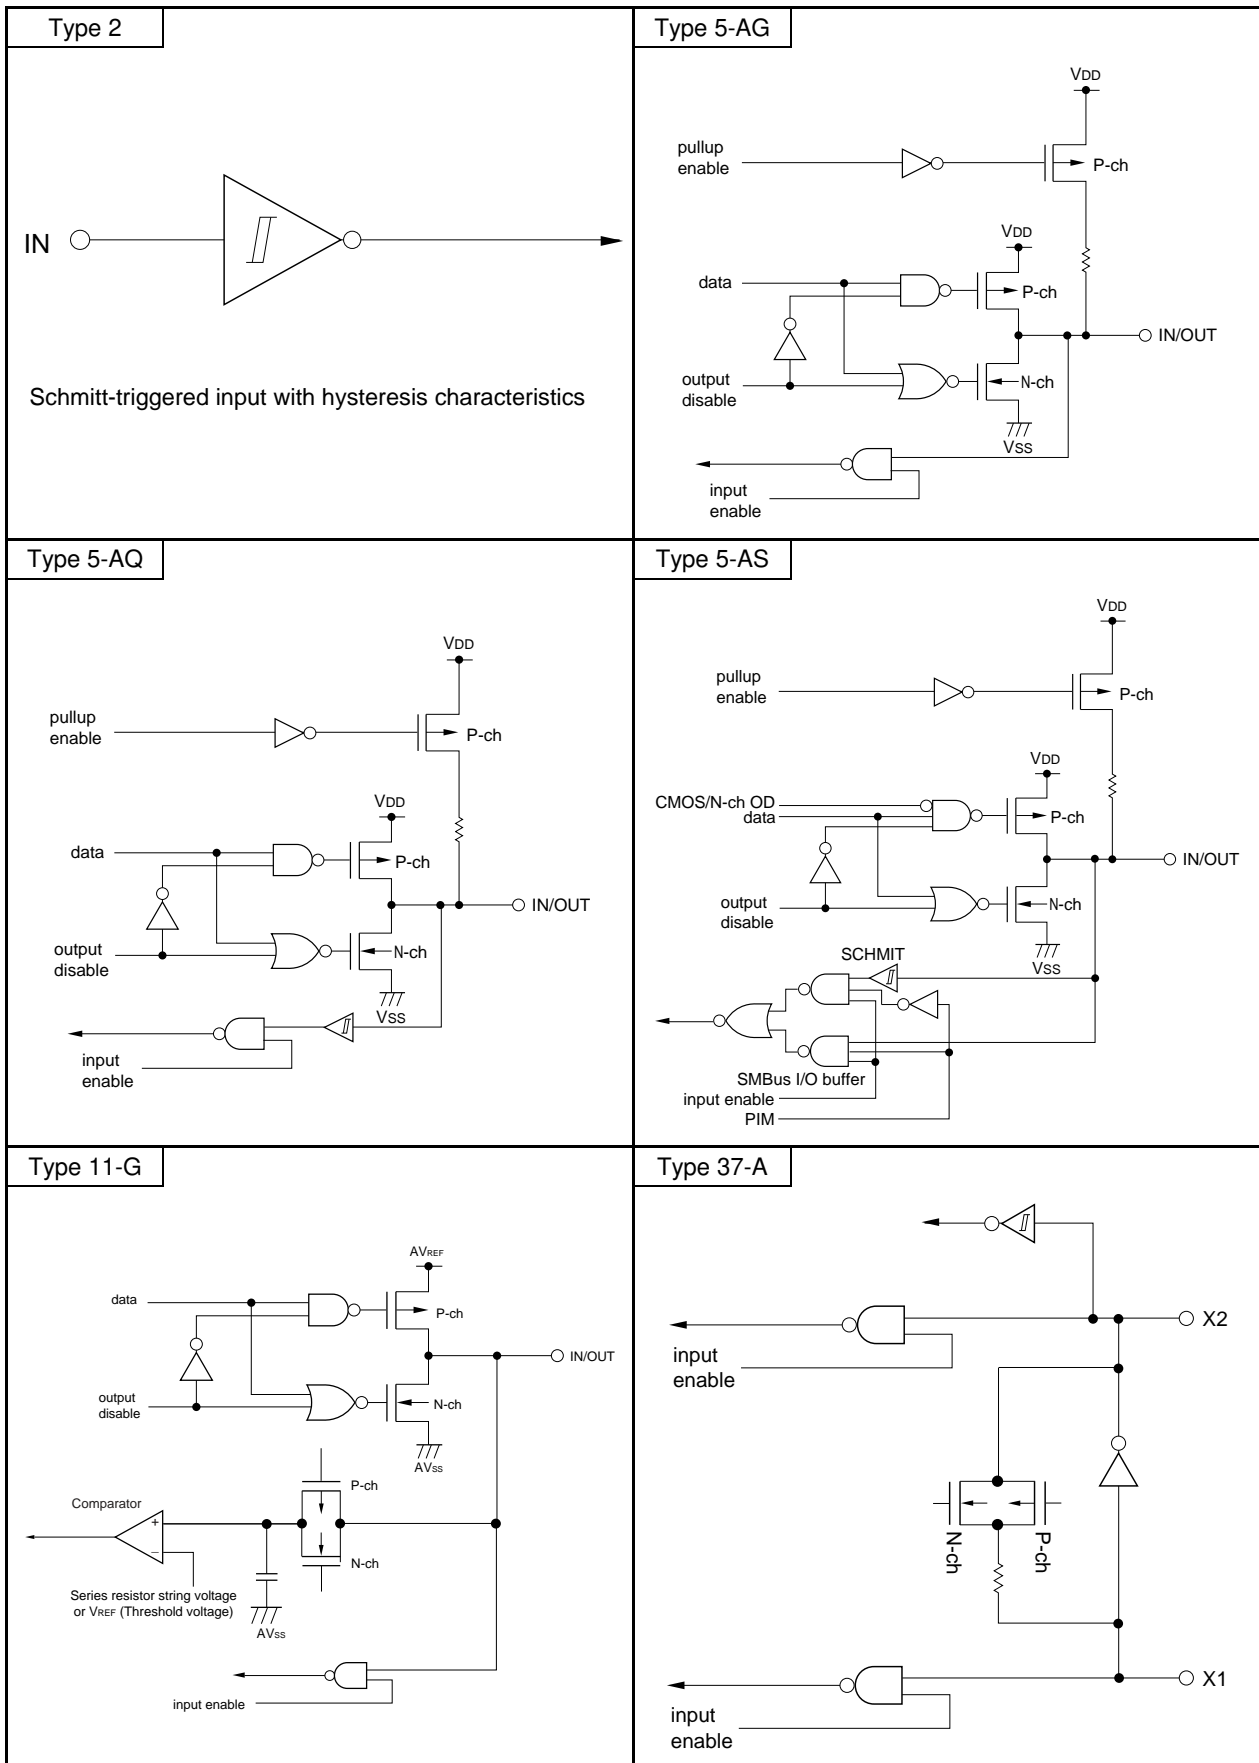 Type 2
IN
Schmitt-triggered input with hysteresis characteristics
Type 5-AG
VDD
pullup
enable
P-ch
VDD
data
P-ch
IN/OUT
output
disable
N-ch
VSS
input
enable
Type 5-AQ
VDD
pullup
enable
P-ch
VDD
data
P-ch
IN/OUT
output
disable
N-ch
VSS
input
enable
Type 5-AS
VDD
pullup
enable
P-ch
VDD
CMOS/N-ch OD
data
P-ch
IN/OUT
output
disable
N-ch
VSS
SCHMIT
SMBus I/O buffer
input enable
PIM
Type 11-G
AVREF
data
P-ch
IN/OUT
output
disable
N-ch
AVSS
P-ch
Comparator
+
−
N-ch
Series resistor string voltage
or VREF (Threshold voltage)
AVSS
input enable
Type 37-A
X2
input
enable
N-ch
P-ch
X1
input
enable